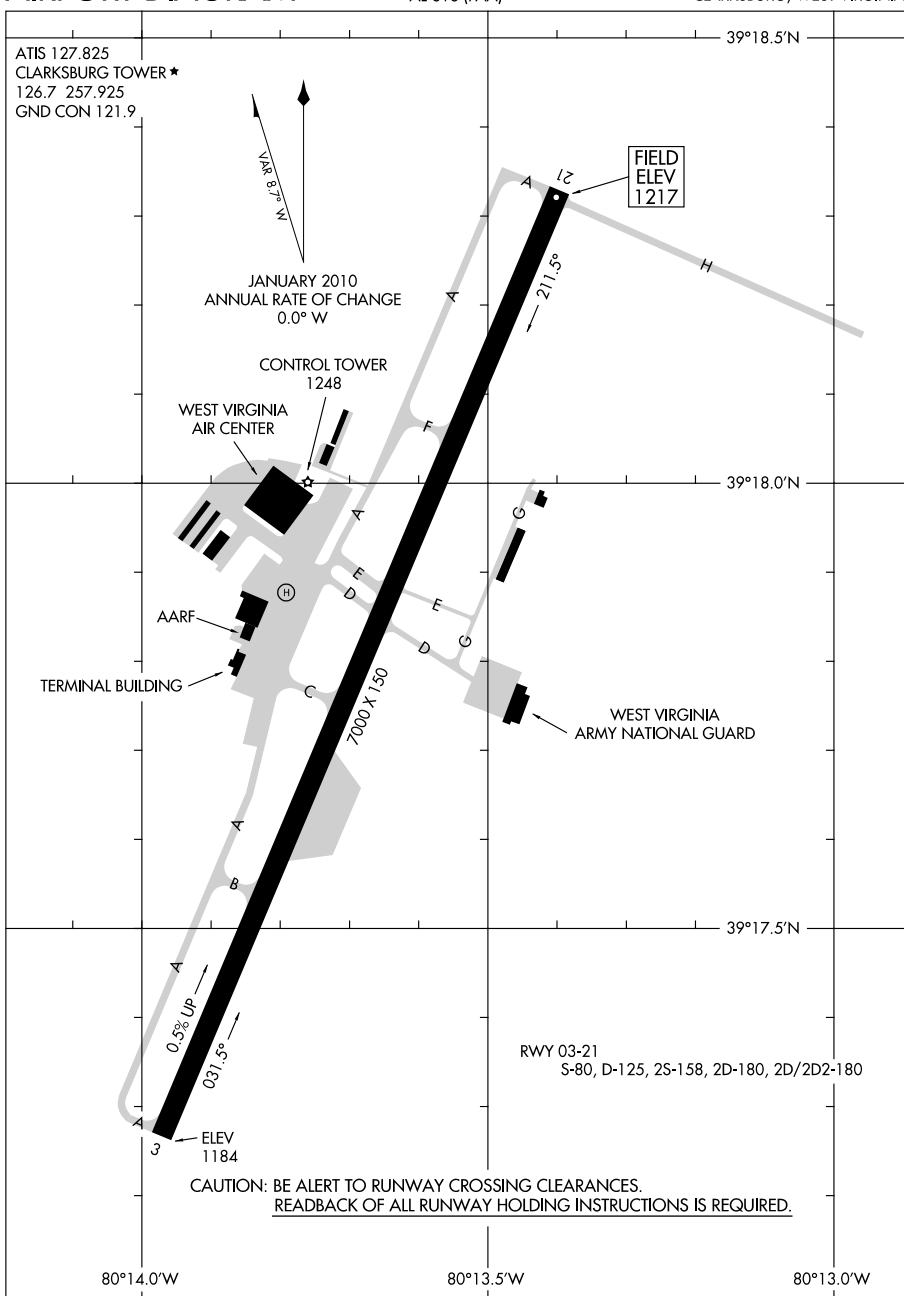 ATIS 127.825
CLARKSBURG TOWER
126.7 257.925
GND CON 121.9
39°18.5'N
VAR 8.7° W
JANUARY 2010
ANNUAL RATE OF CHANGE
0.0° W
FIELD
ELEV
1217
21
A
H
211.5°
A
CONTROL TOWER
1248
WEST VIRGINIA
AIR CENTER
F
39°18.0'N
A
G
E
D
H
E
AARF
G
D
TERMINAL BUILDING
C
7000 X 150
WEST VIRGINIA
ARMY NATIONAL GUARD
A
B
39°17.5'N
A
0.5% UP
031.5°
RWY 03-21
S-80, D-125, 2S-158, 2D-180, 2D/2D2-180
A
3
ELEV
1184
CAUTION: BE ALERT TO RUNWAY CROSSING CLEARANCES.
READBACK OF ALL RUNWAY HOLDING INSTRUCTIONS IS REQUIRED.
80°14.0'W
80°13.5'W
80°13.0'W